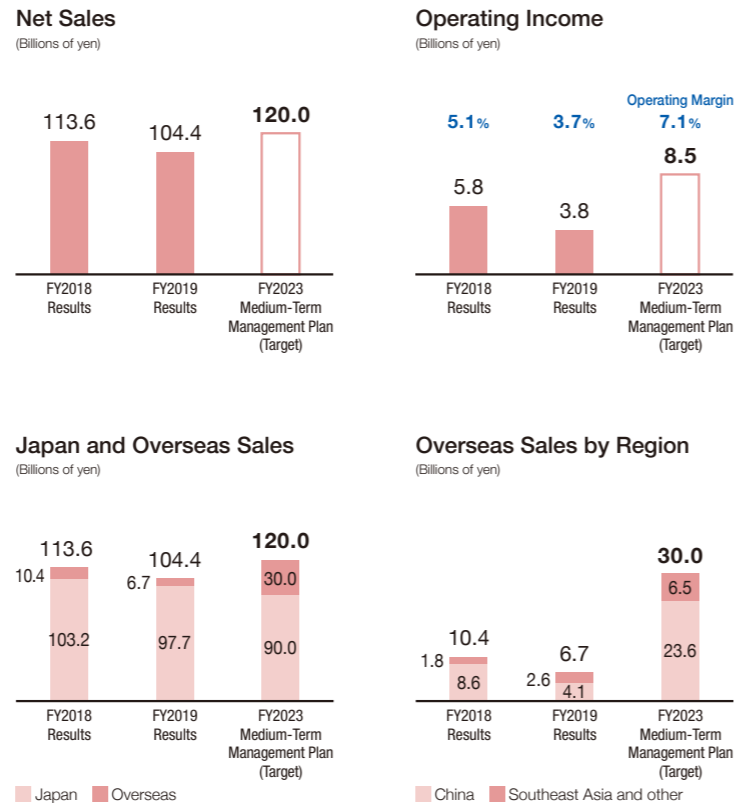 Net Sales
(Billions of yen)
113.6
104.4
120.0
FY2018
Results
FY2019
Results
FY2023
Medium-Term
Management Plan
(Target)
Operating Income
(Billions of yen)
Operating Margin
5.1%
3.7%
7.1%
5.8
3.8
8.5
FY2018
Results
FY2019
Results
FY2023
Medium-Term
Management Plan
(Target)
Japan and Overseas Sales
(Billions of yen)
113.6
10.4
103.2
104.4
6.7
97.7
120.0
30.0
90.0
FY2018
Results
FY2019
Results
FY2023
Medium-Term
Management Plan
(Target)
Japan
Overseas
Overseas Sales by Region
(Billions of yen)
10.4
1.8
8.6
6.7
2.6
4.1
30.0
6.5
23.6
FY2018
Results
FY2019
Results
FY2023
Medium-Term
Management Plan
(Target)
China
Southeast Asia and other